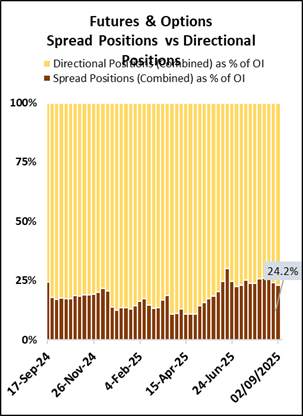 Futures & Options
Spread Positions vs Directional
Positions
Directional Positions (Combined) as % of OI
Spread Positions (Combined) as % of OI
100%
75%
50%
25%
0%
24.2%
17-Sep-24
26-Nov-24
4-Feb-25
15-Apr-25
24-Jun-25
02/09/2025